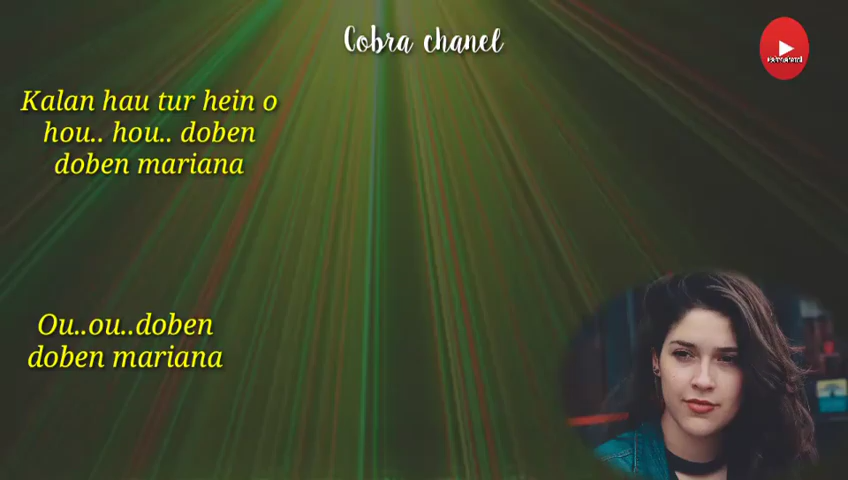 Cobra chanel
Kalan hau tur hein o
hou.. hou.. doben
doben mariana
Ou..ou..doben
doben mariana